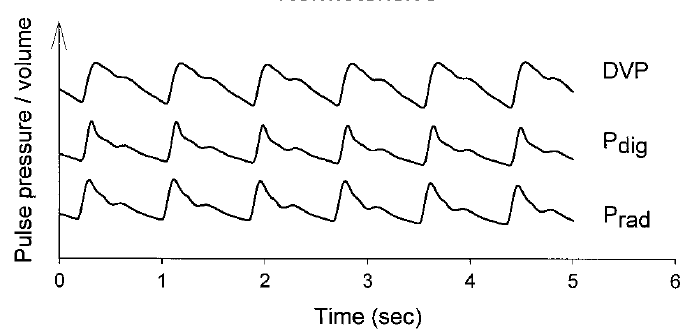 Pulse pressure / volume
DVP
Pdig
Prad
0 1 2 3 4 5 6
Time (sec)